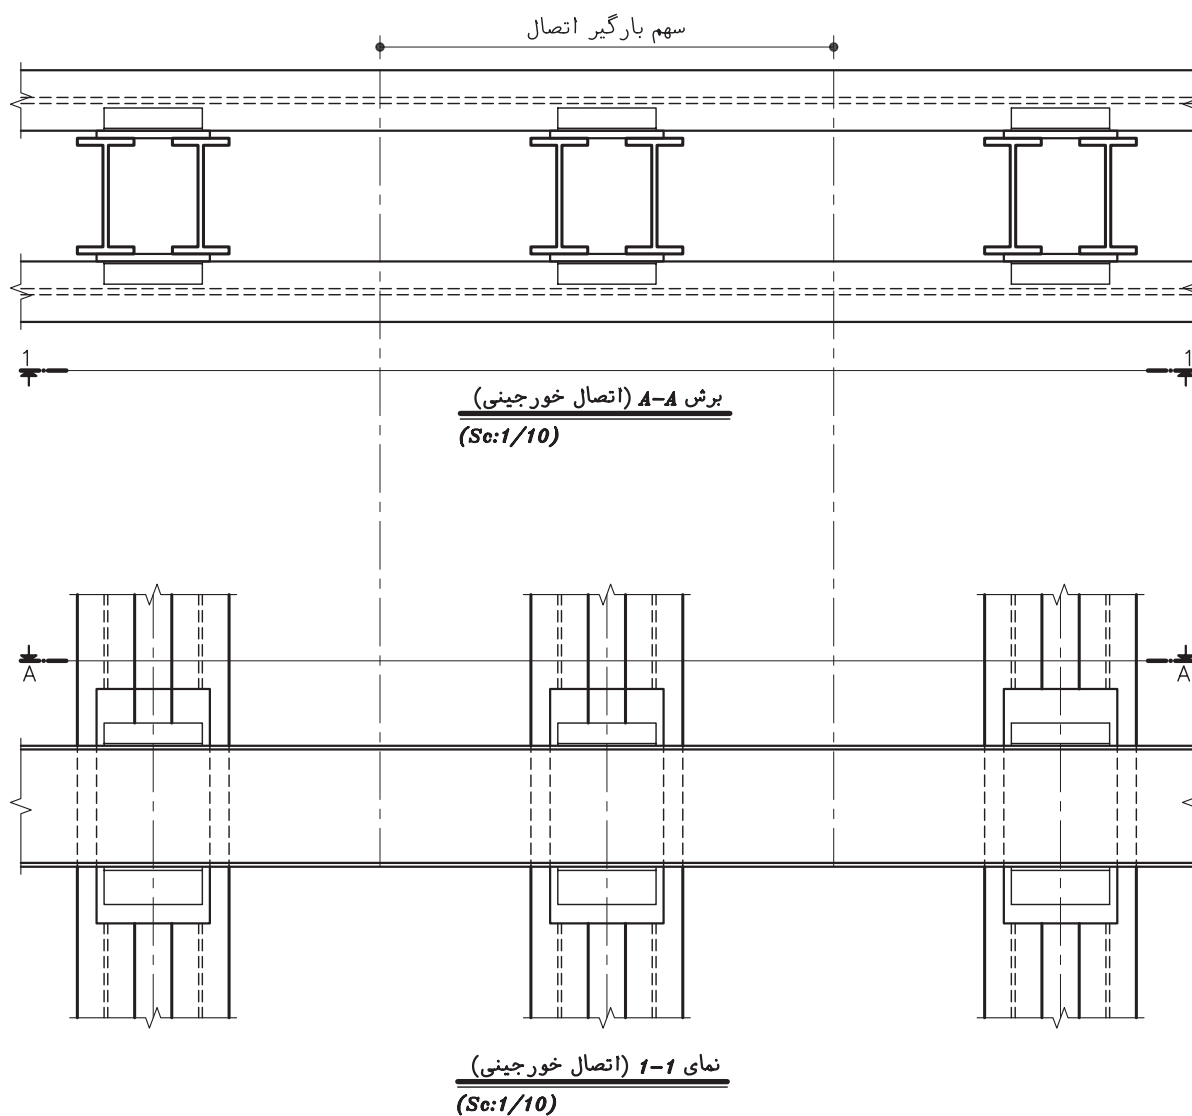 سهم بارگیر اتصال
1 1
برش A-A (اتصال خورجینی)
(Sc:1/10)
A A
نمای 1-1 (اتصال خورجینی)
(Sc:1/10)